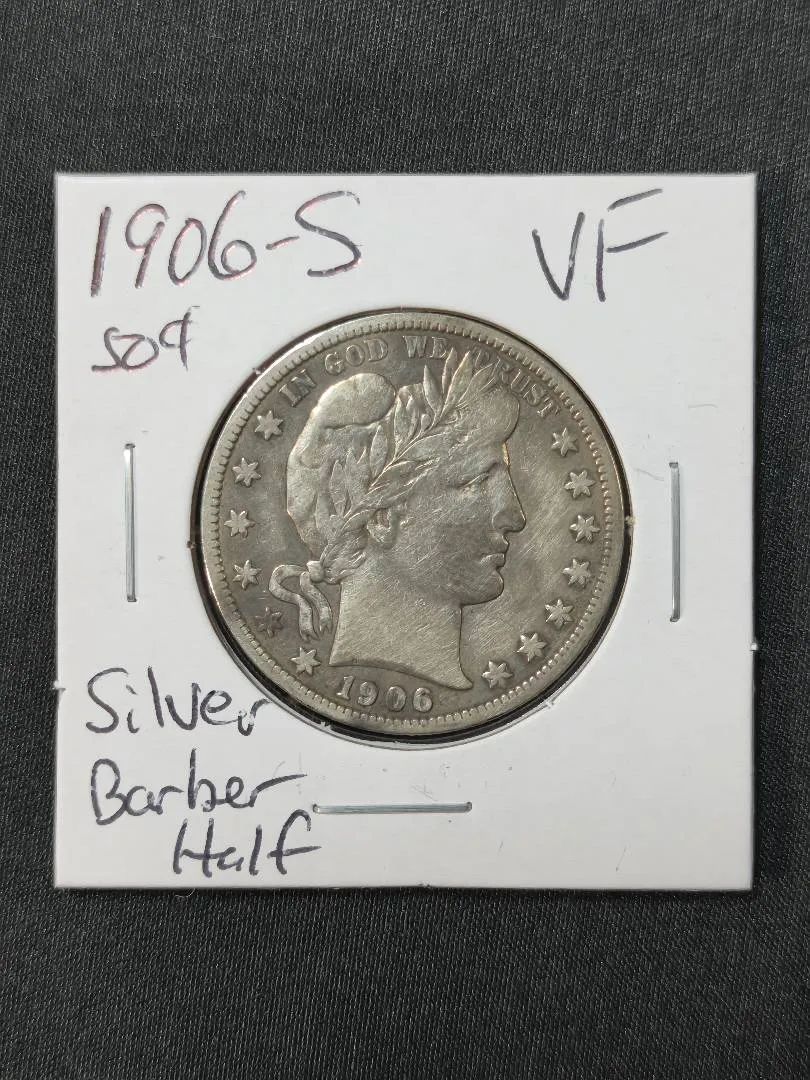 1906-S
VF
50¢
IN GOD WE TRUST
1906
Silver
Barber
Half